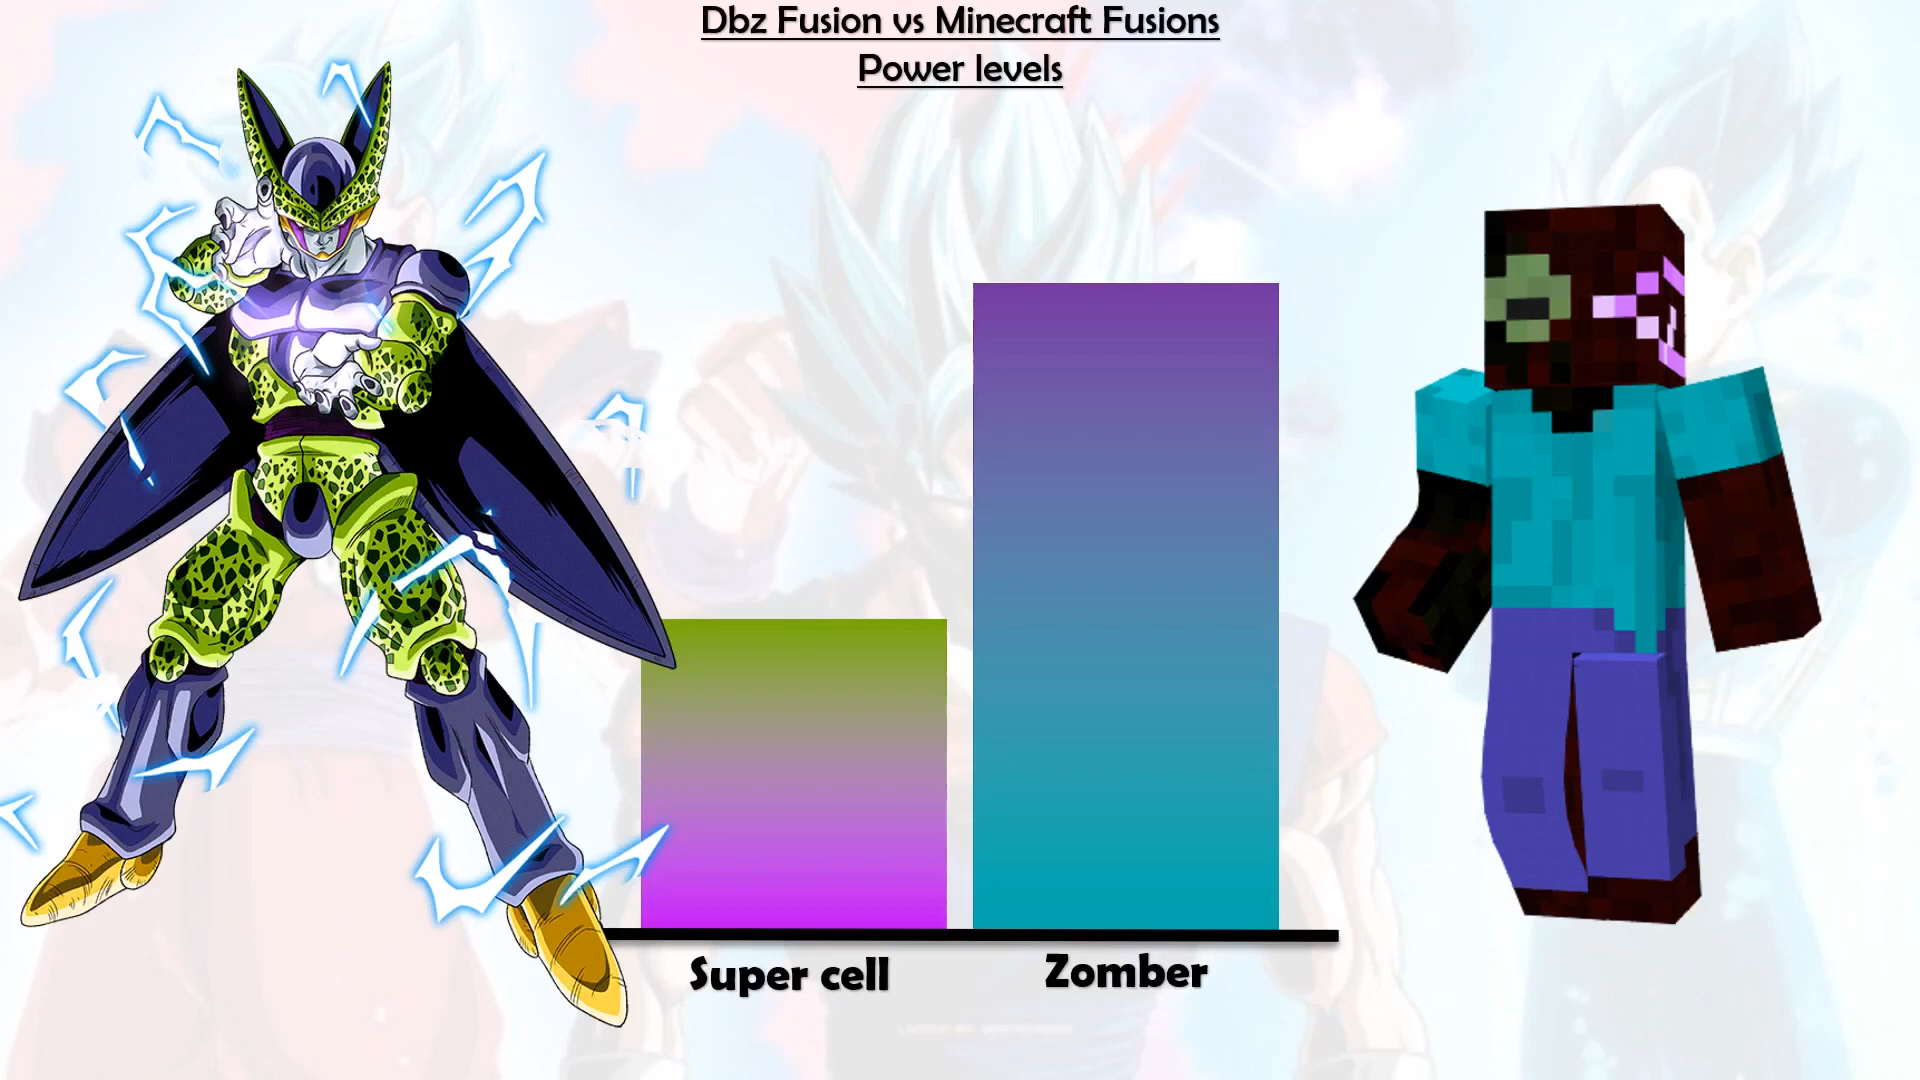 Dbz Fusion vs Minecraft Fusions
Power levels
Super cell
Zomber